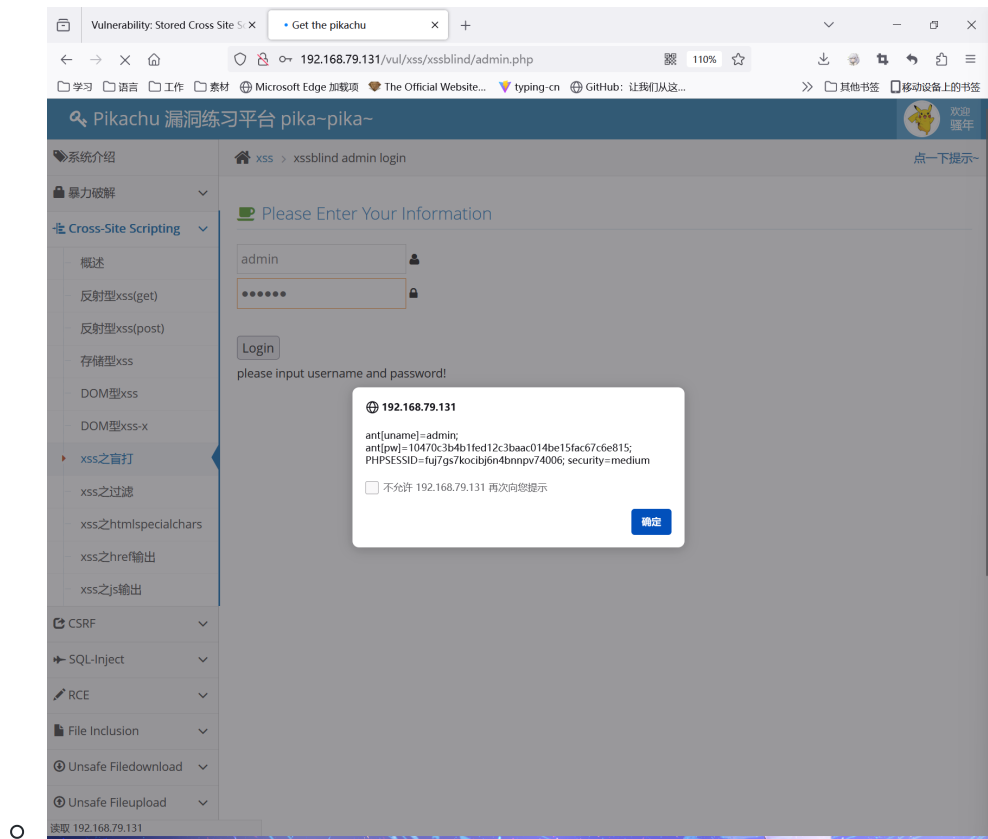 Vulnerability: Stored Cross Site Sc
Get the pikachu
192.168.79.131/vul/xss/xssblind/admin.php
110%
学习 语言 工作 素材 Microsoft Edge 加载项 The Official Website... typing-cn GitHub：让我们从这... 其他书签 移动设备上的书签
Pikachu 漏洞练习平台 pika~pika~
欢迎
骚年
系统介绍
xss > xssblind admin login
点一下提示~
暴力破解
Cross-Site Scripting
概述
反射型xss(get)
反射型xss(post)
存储型xss
DOM型xss
DOM型xss-x
xss之盲打
xss之过滤
xss之htmlspecialchars
xss之href输出
xss之js输出
CSRF
SQL-Inject
RCE
File Inclusion
Unsafe Filedownload
Unsafe Fileupload
Please Enter Your Information
admin
••••••
Login
please input username and password!
192.168.79.131
ant[uname]=admin;
ant[pw]=10470c3b4b1fed12c3baac014be15fac67c6e815;
PHPSESSID=fuj7gs7kocibj6n4bnnpv74006; security=medium
不允许 192.168.79.131 再次向您提示
确定
读取 192.168.79.131